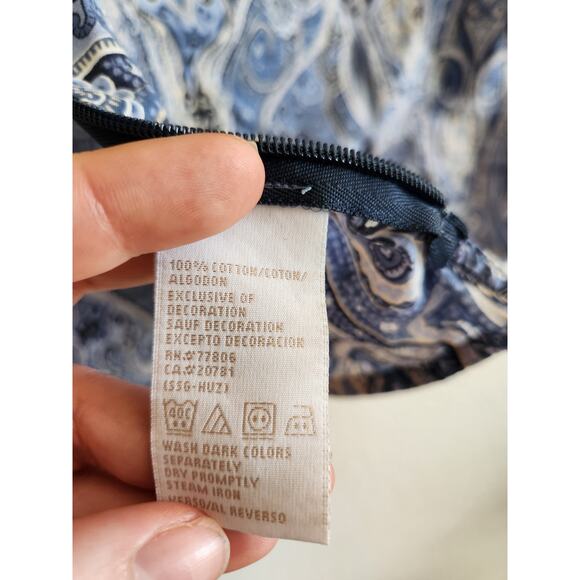 100% COTTON/COTON/
ALGODON
EXCLUSIVE OF
DECORATION
SAUF DECORATION
EXCEPTO DECORACION
RN.#77806
CA.#20781
(SSG-HUZ)
40C
WASH DARK COLORS
SEPARATELY
DRY PROMPTLY
STEAM IRON
VERSO/AL REVERSO